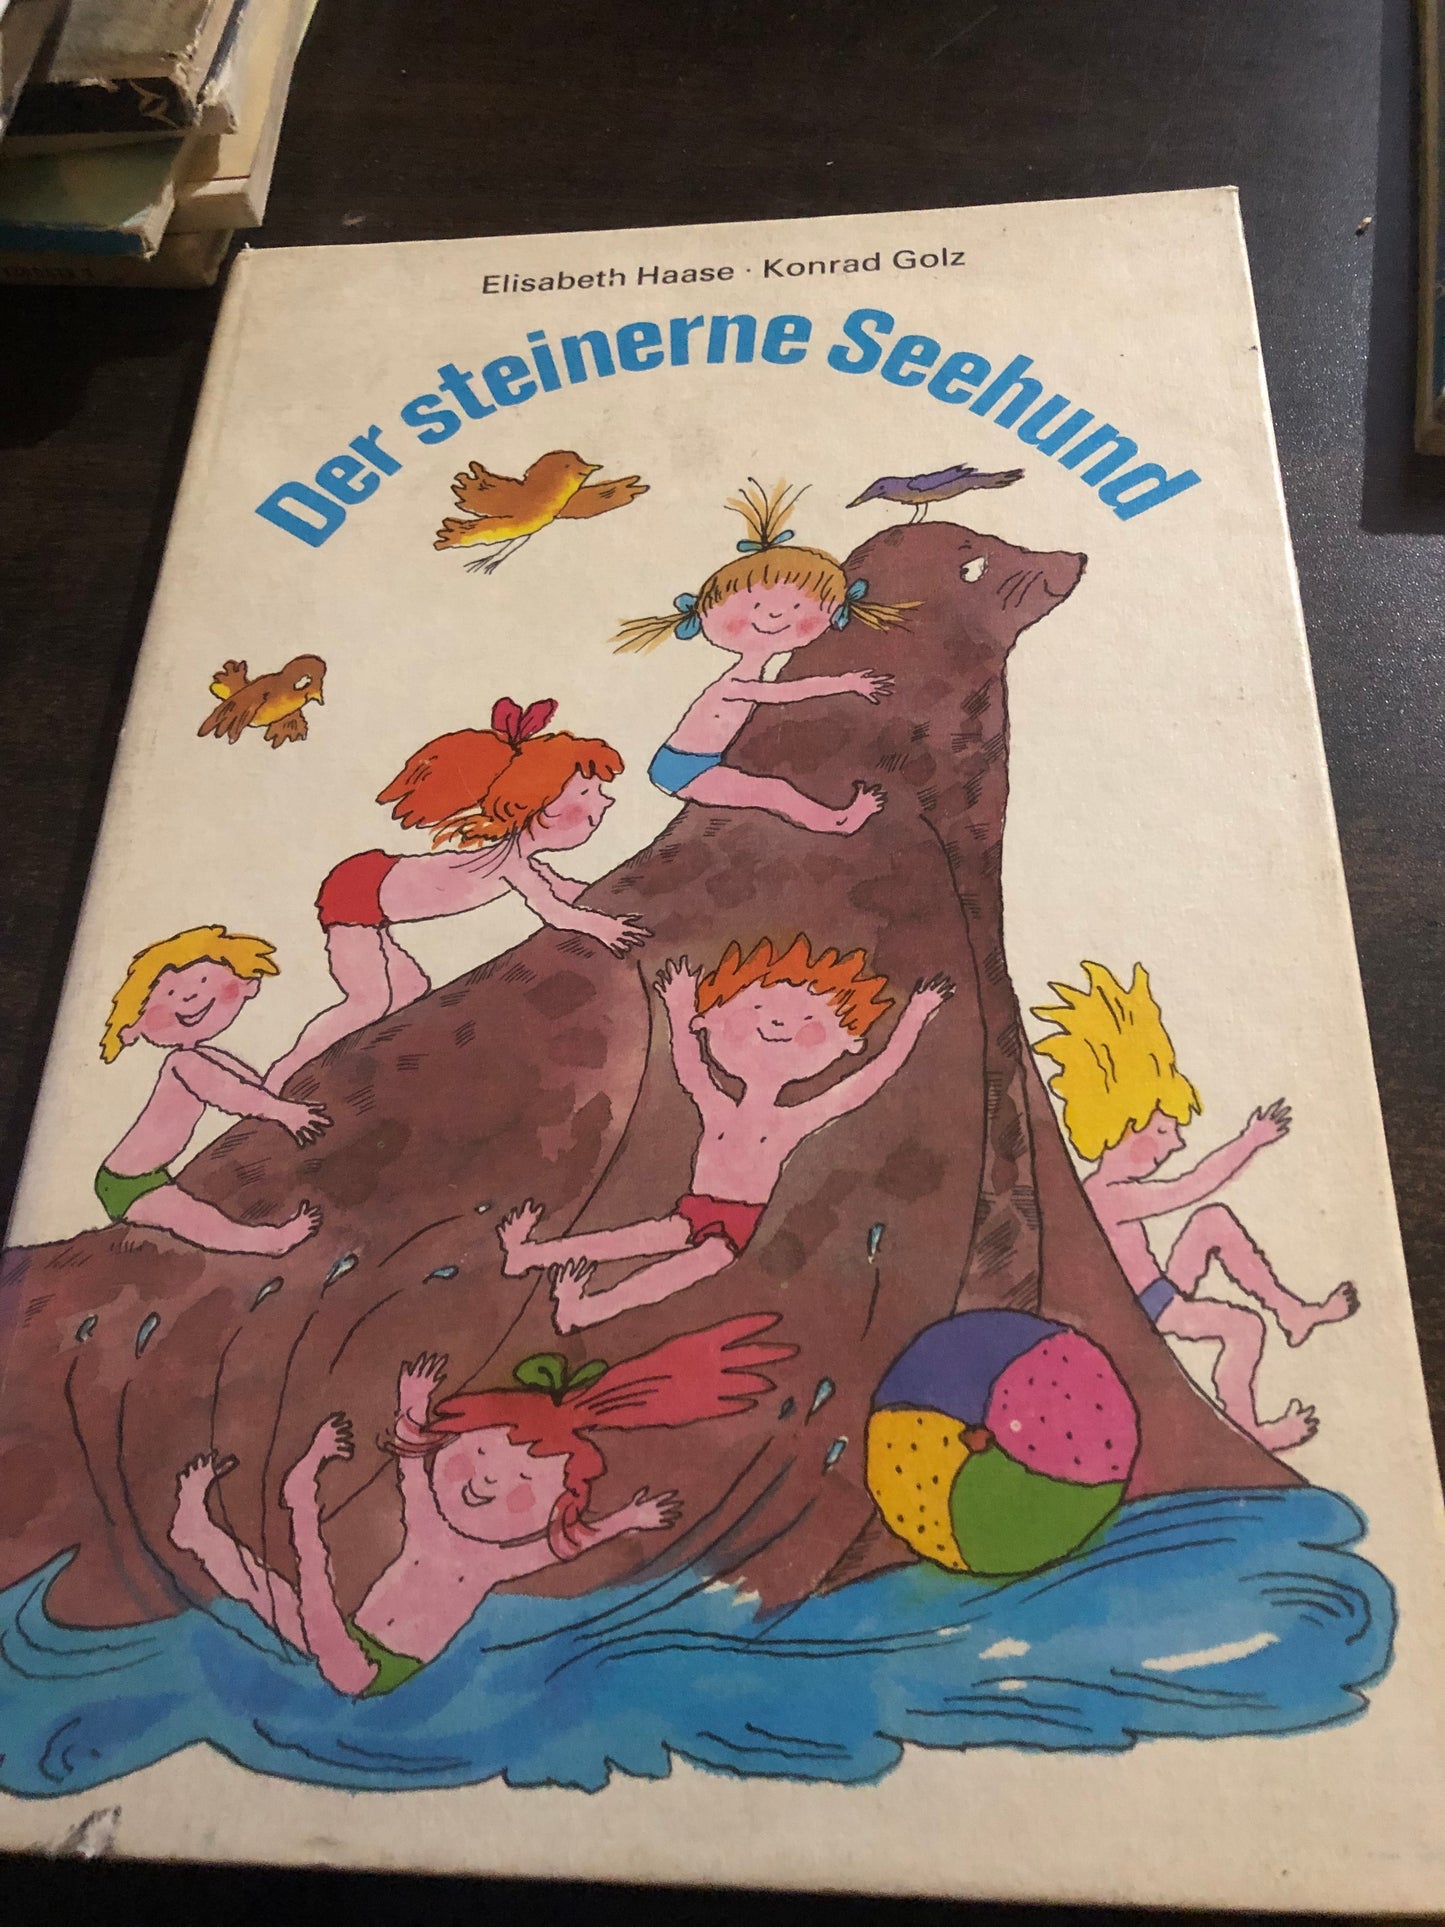 Elisabeth Haase · Konrad Golz
Der steinerne Seehund